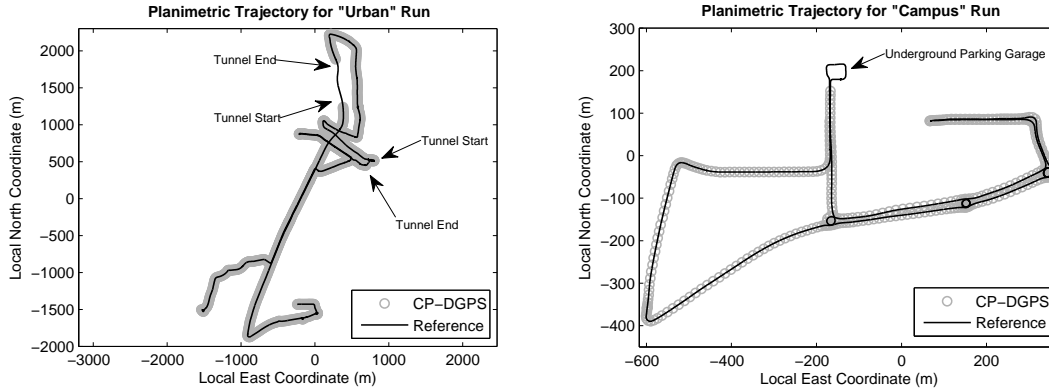 Planimetric Trajectory for "Urban" Run
2000
1500
1000
500
0
−500
−1000
−1500
−2000
Local North Coordinate (m)
Tunnel End
Tunnel Start
Tunnel Start
Tunnel End
CP−DGPS
Reference
−3000 −2000 −1000 0 1000 2000
Local East Coordinate (m)
Planimetric Trajectory for "Campus" Run
300
200
100
0
−100
−200
−300
−400
Local North Coordinate (m)
Underground Parking Garage
CP−DGPS
Reference
−600 −400 −200 0 200
Local East Coordinate (m)